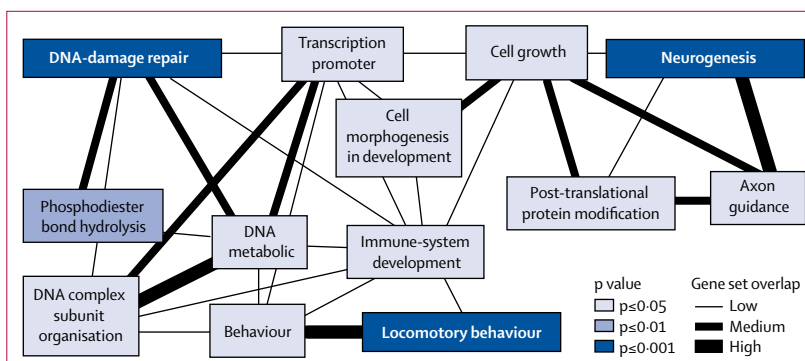 DNA-damage repair
Transcription
promoter
Cell growth
Neurogenesis
Cell
morphogenesis
in development
Phosphodiester
bond hydrolysis
DNA
metabolic
Immune-system
development
Post-translational
protein modification
Axon
guidance
DNA complex
subunit
organisation
Behaviour
Locomotory behaviour
p value
p≤0·05
p≤0·01
p≤0·001
Gene set overlap
Low
Medium
High